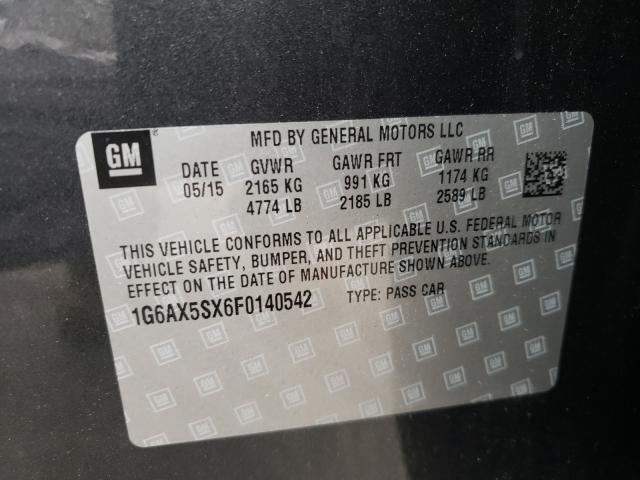 GM ®
MFD BY GENERAL MOTORS LLC
DATE GVWR GAWR FRT GAWR RR
05/15 2165 KG 991 KG 1174 KG
4774 LB 2185 LB 2589 LB
THIS VEHICLE CONFORMS TO ALL APPLICABLE U.S. FEDERAL MOTOR
VEHICLE SAFETY, BUMPER, AND THEFT PREVENTION STANDARDS IN
EFFECT ON THE DATE OF MANUFACTURE SHOWN ABOVE.
1G6AX5SX6F0140542 TYPE: PASS CAR